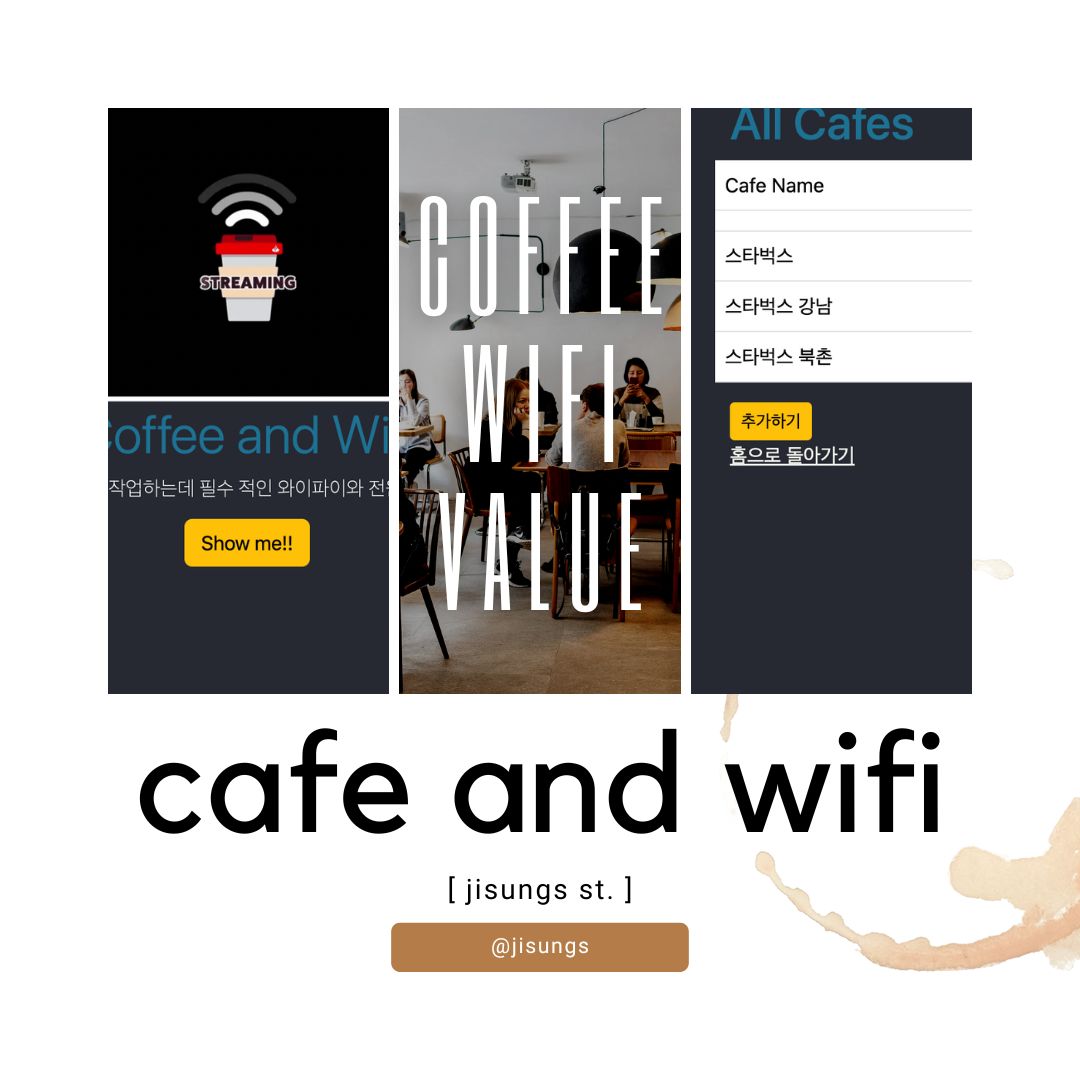 STREAMING
Coffee and Wi
작업하는데 필수 적인 와이파이와 전
Show me!!
COFFEE
WIFI
VALUE
All Cafes
Cafe Name
스타벅스
스타벅스 강남
스타벅스 북촌
추가하기
홈으로 돌아가기
cafe and wifi
[ jisungs st. ]
@jisungs